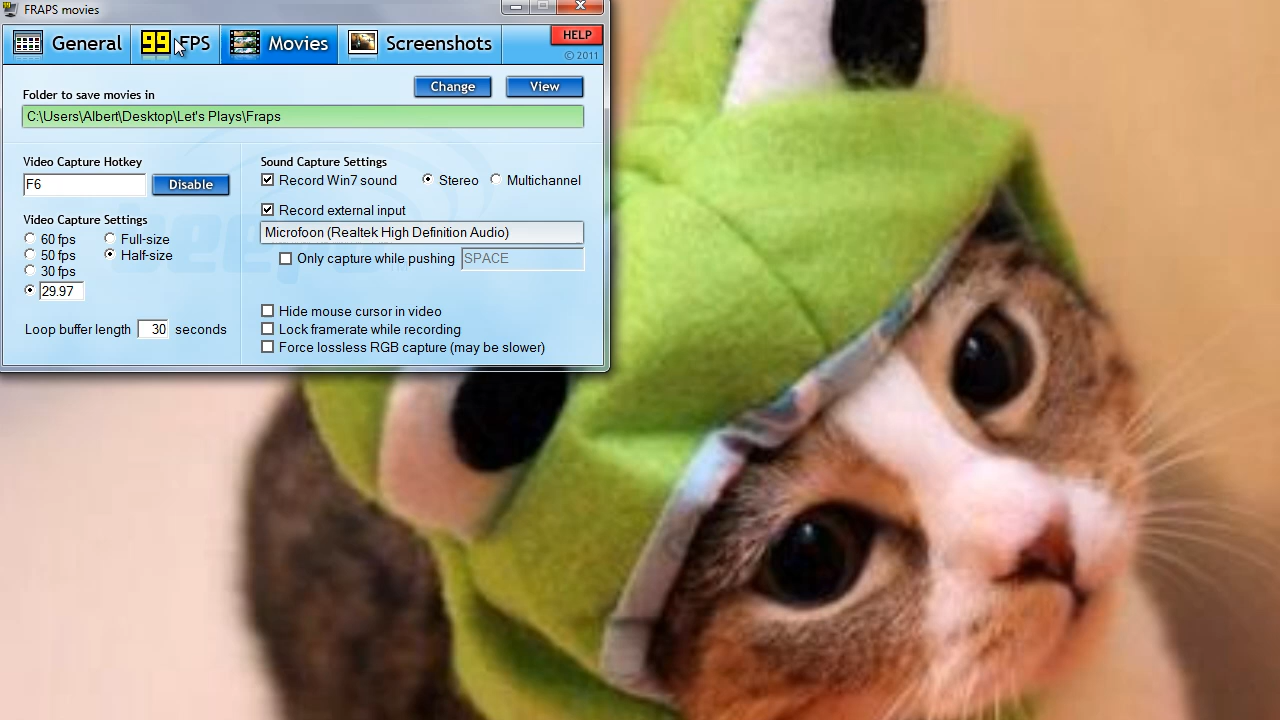 FRAPS movies
General
99 FPS
Movies
Screenshots
HELP
© 2011
Folder to save movies in
Change
View
C:\Users\Albert\Desktop\Let's Plays\Fraps
Video Capture Hotkey
F6
Disable
Video Capture Settings
60 fps
Full-size
50 fps
Half-size
30 fps
29.97
Loop buffer length 30 seconds
Sound Capture Settings
Record Win7 sound
Stereo
Multichannel
Record external input
Microfoon (Realtek High Definition Audio)
Only capture while pushing
SPACE
Hide mouse cursor in video
Lock framerate while recording
Force lossless RGB capture (may be slower)